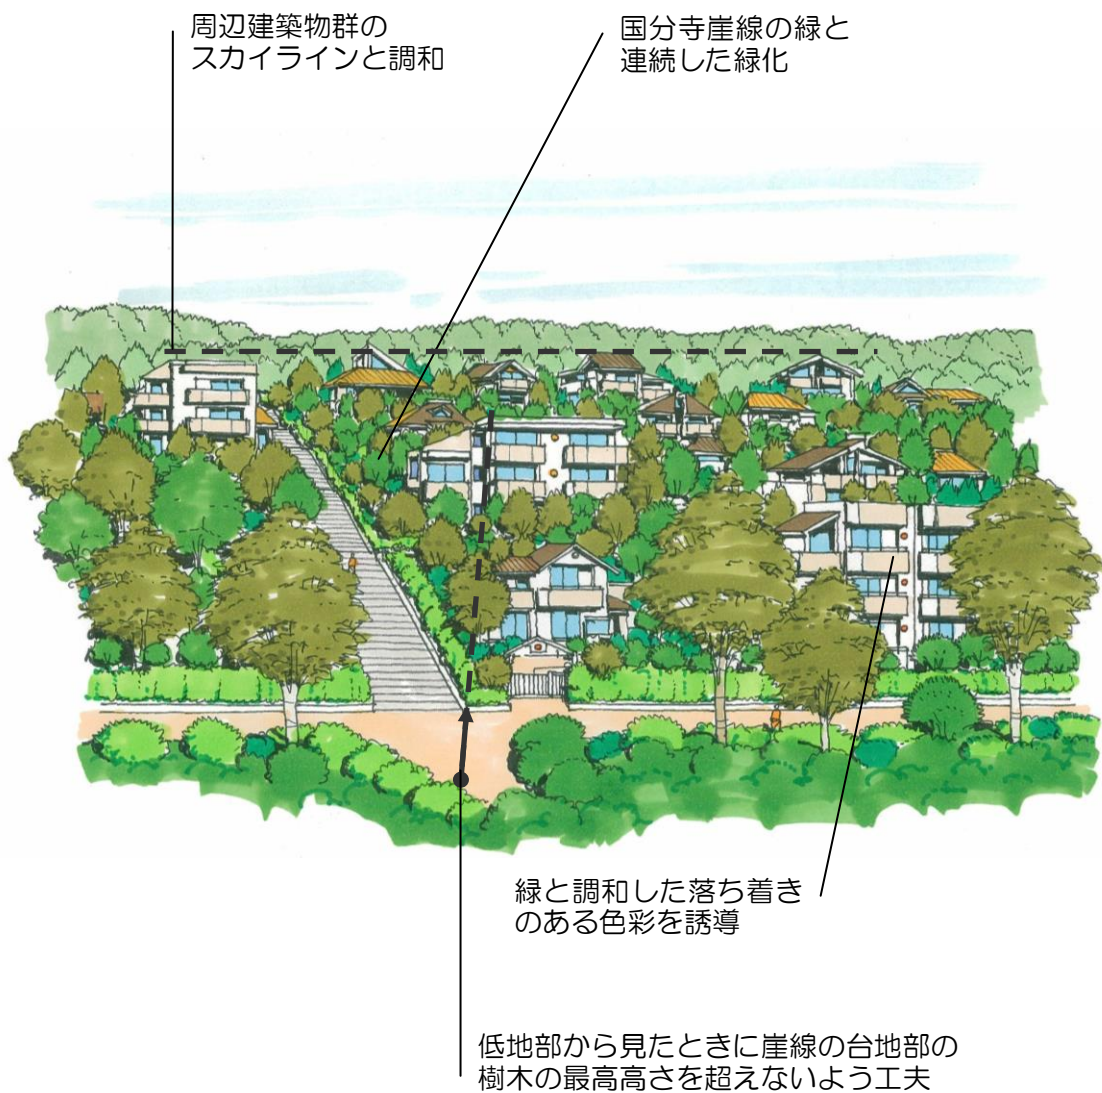 周辺建築物群の
スカイラインと調和
国分寺崖線の緑と
連続した緑化
緑と調和した落ち着き
のある色彩を誘導
低地部から見たときに崖線の台地部の
樹木の最高高さを超えないよう工夫